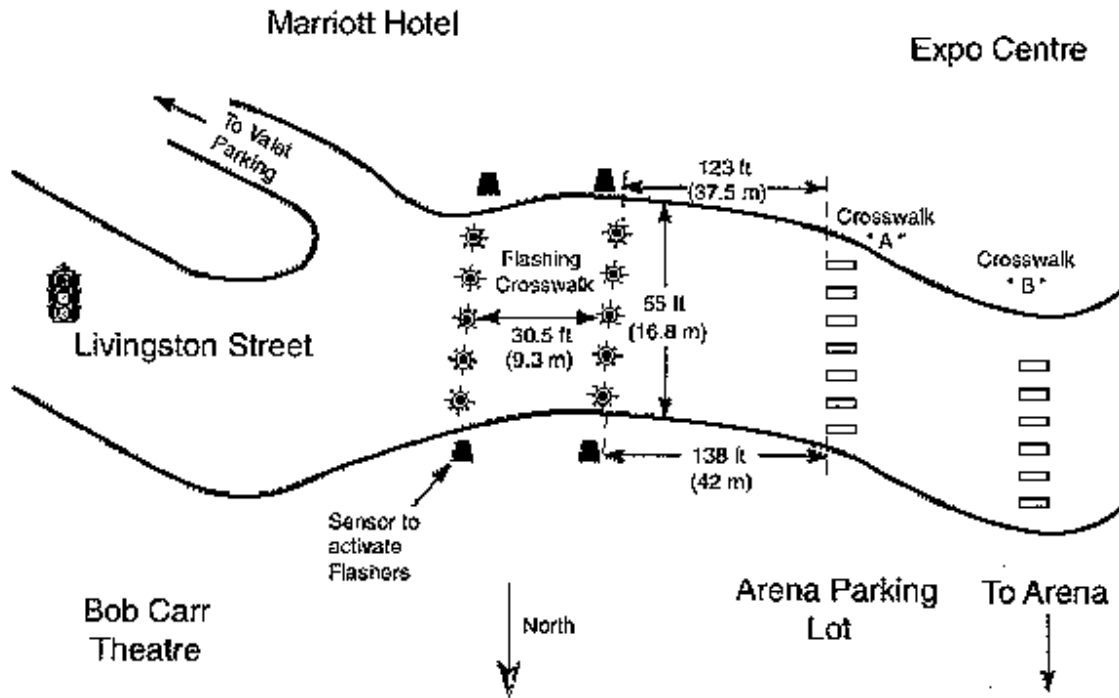 Marriott Hotel
Expo Centre
To Valet
Parking
123 ft
(37.5 m)
Crosswalk
"A"
Crosswalk
"B"
Flashing
Crosswalk
55 ft
(16.8 m)
30.5 ft
(9.3 m)
Livingston Street
138 ft
(42 m)
Sensor to
activate
Flashers
North
Bob Carr
Theatre
Arena Parking
Lot
To Arena